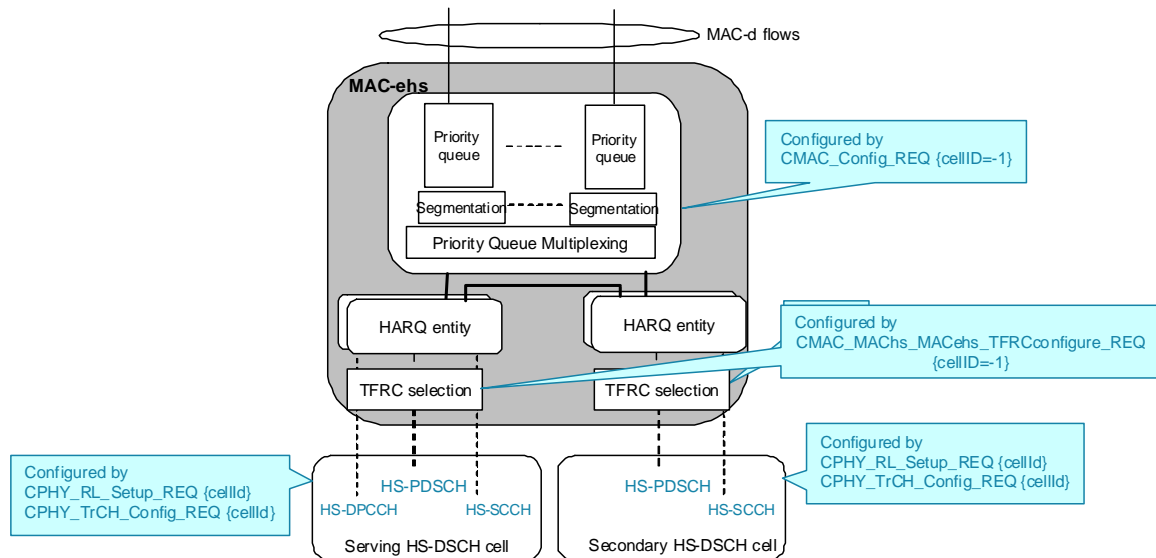 MAC-d flows
MAC-ehs
Priority
queue
Priority
queue
Configured by
CMAC_Config_REQ {cellID=-1}
Segmentation
Segmentation
Priority Queue Multiplexing
HARQ entity
HARQ entity
Configured by
CMAC_MAChs_MACehs_TFRCconfigure_REQ
{cellID=-1}
TFRC selection
TFRC selection
Configured by
CPHY_RL_Setup_REQ {cellId}
CPHY_TrCH_Config_REQ {cellId}
Configured by
CPHY_RL_Setup_REQ {cellId}
CPHY_TrCH_Config_REQ {cellId}
HS-PDSCH
HS-DPCCH
HS-SCCH
Serving HS-DSCH cell
HS-PDSCH
HS-SCCH
Secondary HS-DSCH cell